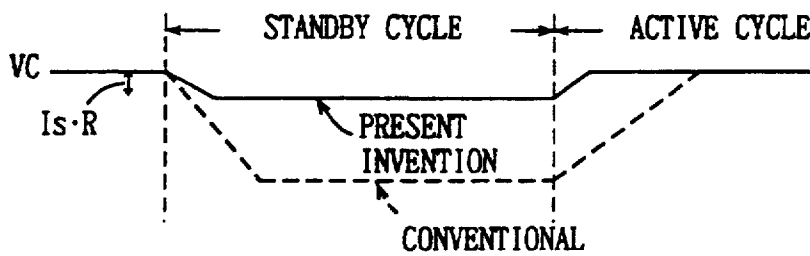 STANDBY CYCLE
ACTIVE CYCLE
VC
Is·R
PRESENT
INVENTION
CONVENTIONAL